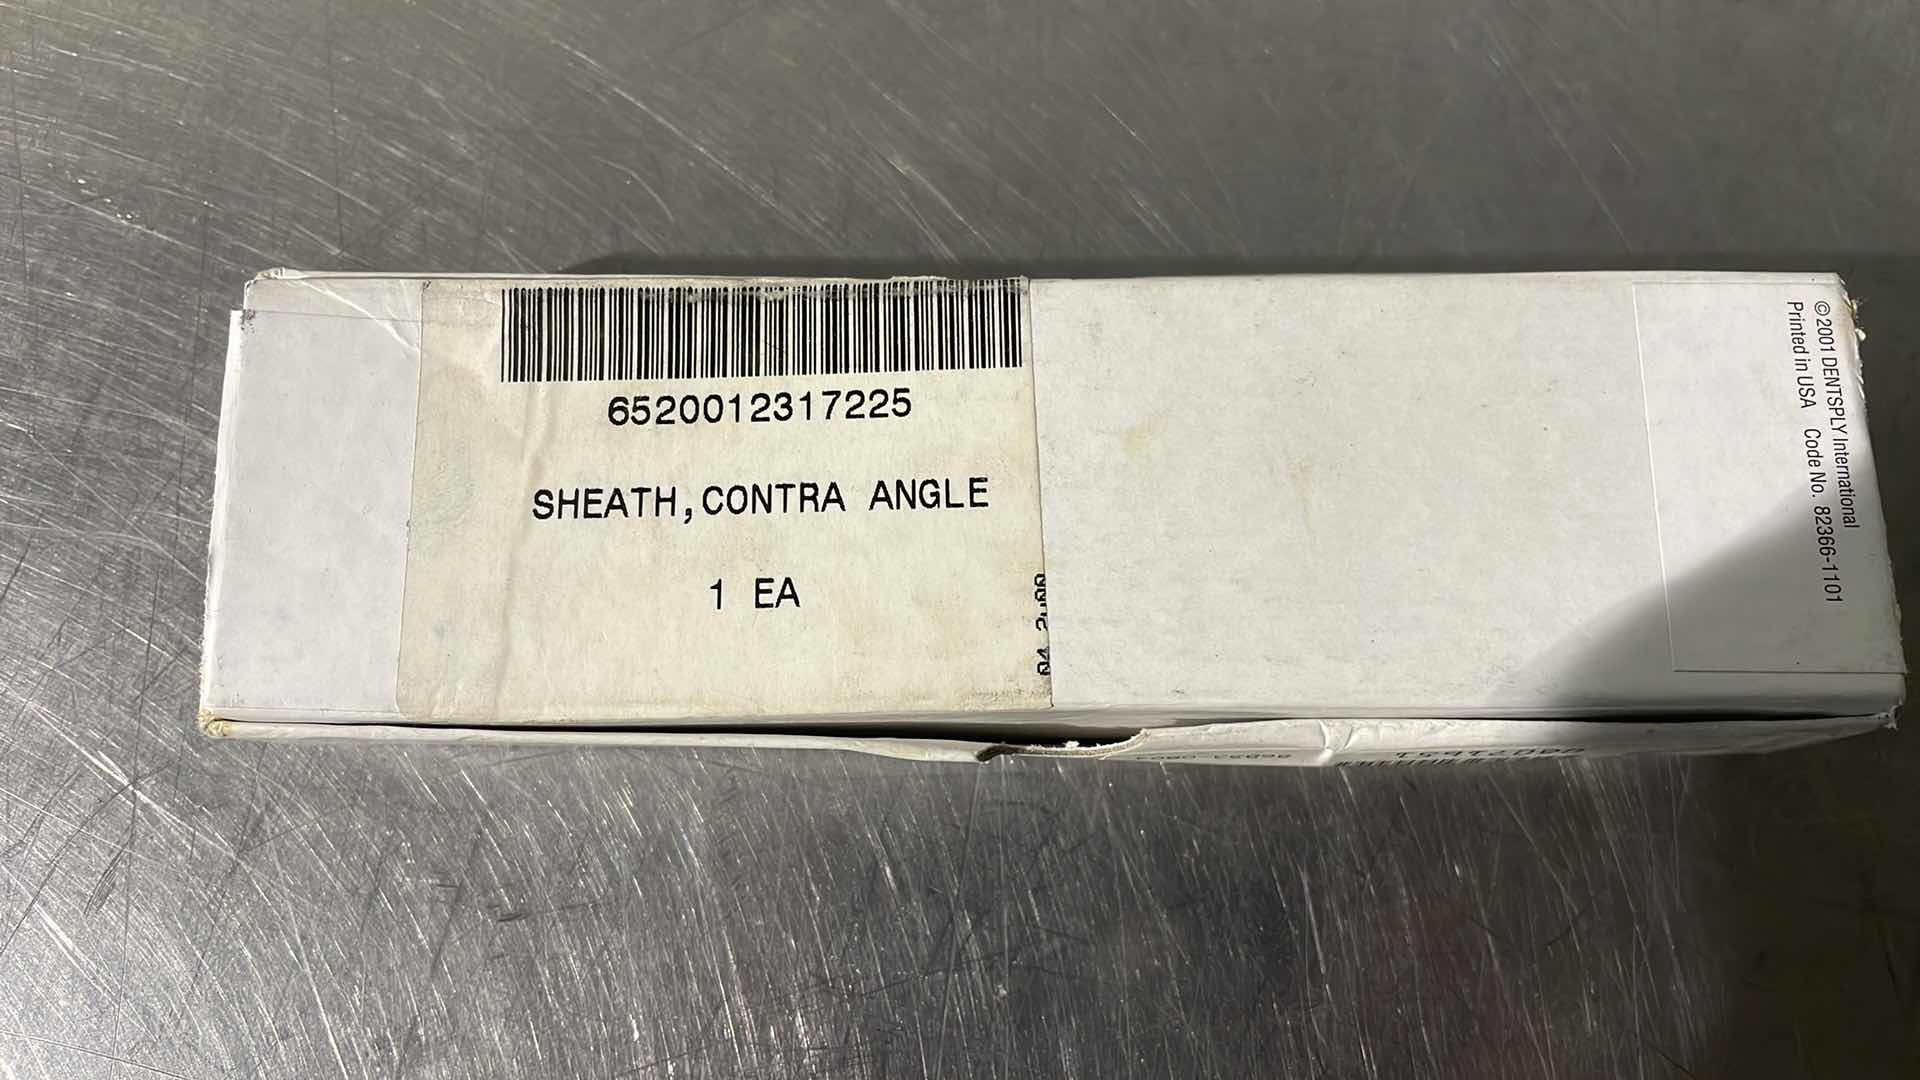 6520012317225
SHEATH,CONTRA ANGLE
1 EA
©2001 DENTSPLY International
Printed in USA Code No. 82366-1101